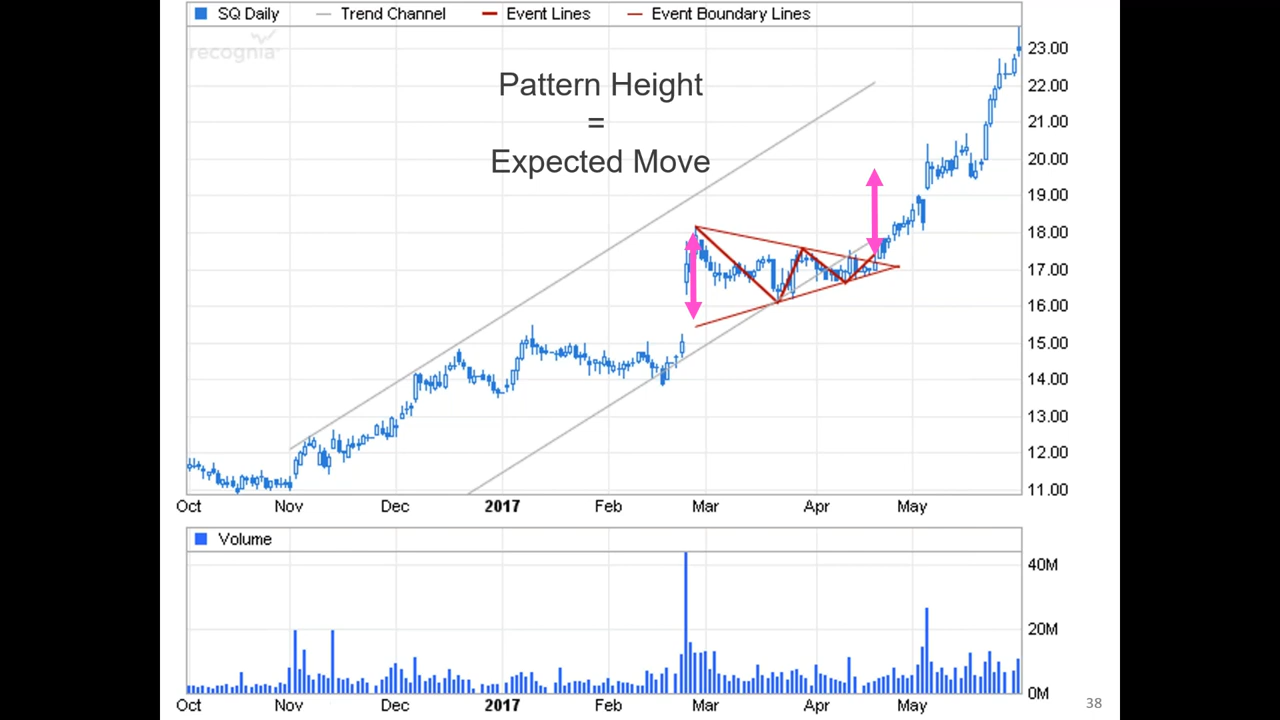 SQ Daily Trend Channel Event Lines Event Boundary Lines
recognia
Pattern Height
=
Expected Move
23.00
22.00
21.00
20.00
19.00
18.00
17.00
16.00
15.00
14.00
13.00
12.00
11.00
Oct Nov Dec 2017 Feb Mar Apr May
Volume
40M
20M
0M
Oct Nov Dec 2017 Feb Mar Apr May
38